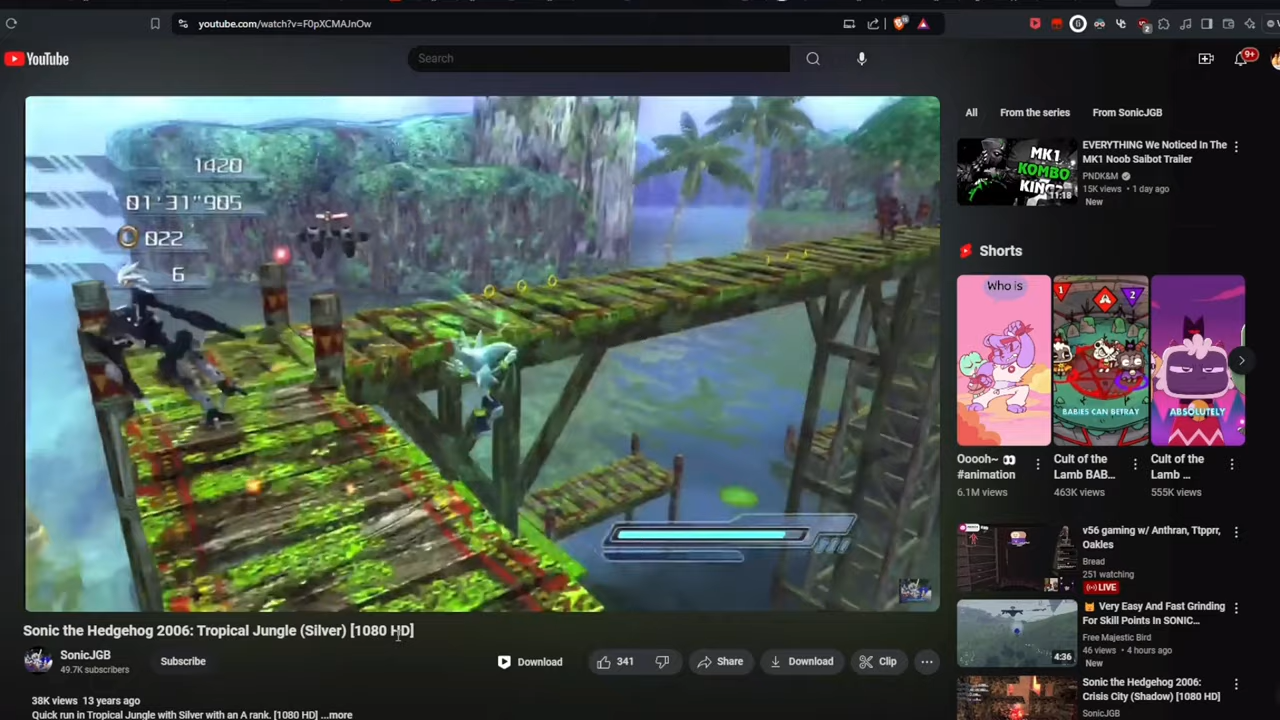 youtube.com/watch?v=F0pXCMAJnOw
YouTube
Search
9+
1420
01'31"905
022
6
All
From the series
From SonicJGB
MK1
KOMBO
KING?
11:18
EVERYTHING We Noticed In The
MK1 Noob Saibot Trailer
PNDK&M
15K views • 1 day ago
New
Shorts
Who is
BABIES CAN BETRAY
ABSOLUTELY
Ooooh~ 👀
#animation
6.1M views
Cult of the
Lamb BAB...
463K views
Cult of the
Lamb ...
555K views
v56 gaming w/ Anthran, Ttpprr,
Oakles
Bread
251 watching
LIVE
Very Easy And Fast Grinding
For Skill Points In SONIC...
Free Majestic Bird
46 views • 4 hours ago
New
4:36
Sonic the Hedgehog 2006:
Crisis City (Shadow) [1080 HD]
SonicJGB
Sonic the Hedgehog 2006: Tropical Jungle (Silver) [1080 HD]
SonicJGB
49.7K subscribers
Subscribe
Download
341
Share
Download
Clip
38K views 13 years ago
Quick run in Tropical Jungle with Silver with an A rank. [1080 HD] ...more